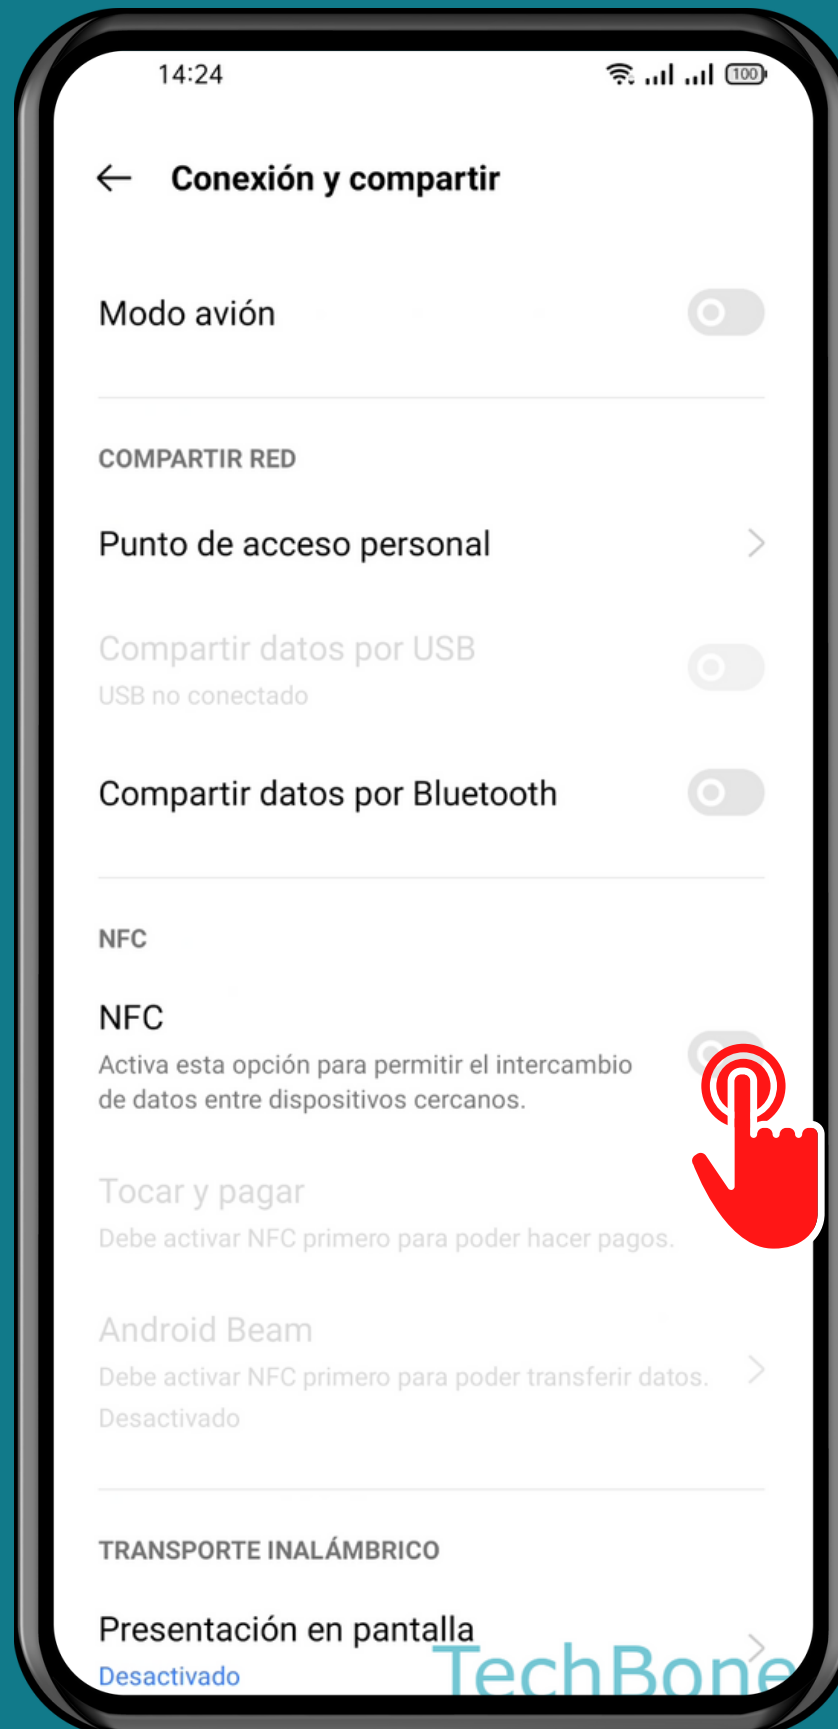 14:24
100
Conexión y compartir
Modo avión
COMPARTIR RED
Punto de acceso personal
Compartir datos por USB
USB no conectado
Compartir datos por Bluetooth
NFC
NFC
Activa esta opción para permitir el intercambio
de datos entre dispositivos cercanos.
Tocar y pagar
Debe activar NFC primero para poder hacer pagos.
Android Beam
Debe activar NFC primero para poder transferir datos.
Desactivado
TRANSPORTE INALÁMBRICO
Presentación en pantalla
Desactivado
TechBone